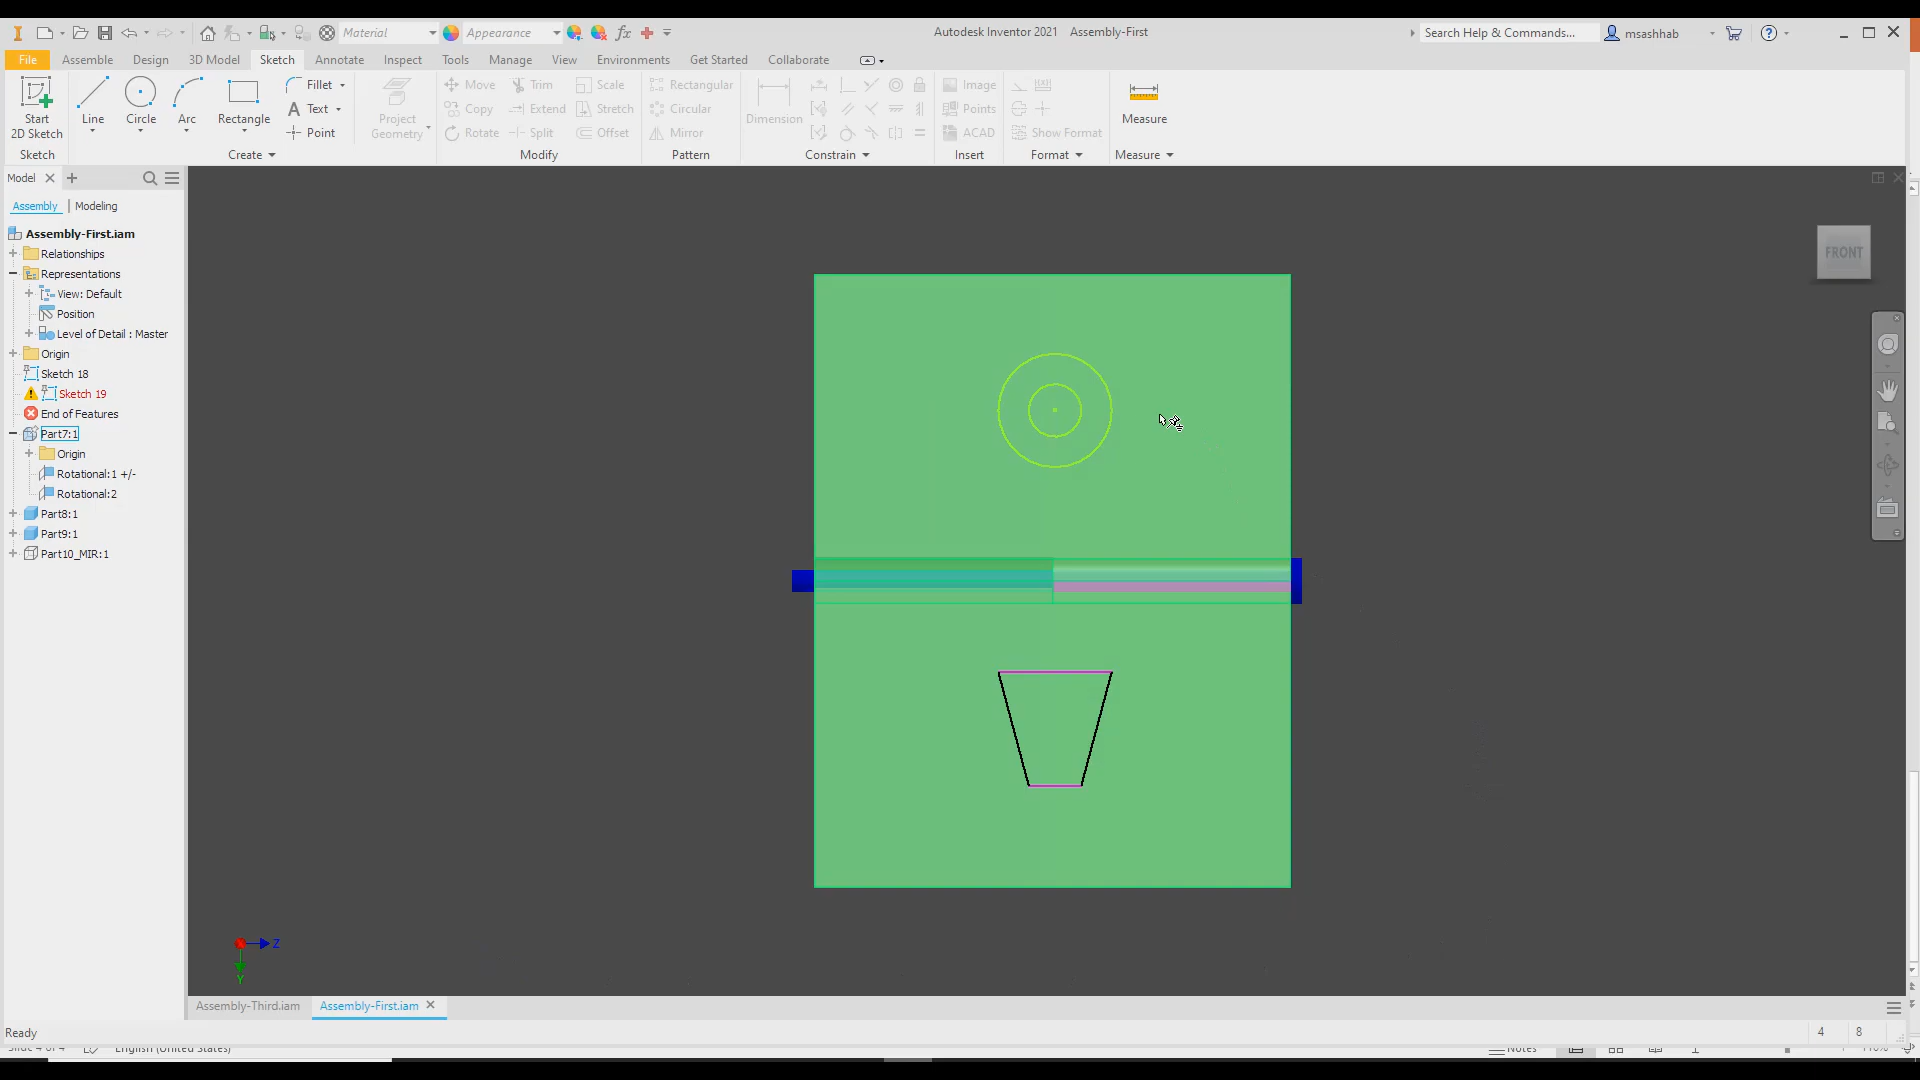 Material
Appearance
fx
Autodesk Inventor 2021 Assembly-First
Search Help & Commands...
msashhab
File Assemble Design 3D Model Sketch Annotate Inspect Tools Manage View Environments Get Started Collaborate
Start
2D Sketch
Line
Circle
Arc
Rectangle
Fillet
Text
Point
Project
Geometry
Move
Copy
Rotate
Trim
Extend
Split
Scale
Stretch
Offset
Rectangular
Circular
Mirror
Dimension
Image
Points
ACAD
Show Format
Measure
Sketch Create Modify Pattern Constrain Insert Format Measure
Model
Assembly | Modeling
Assembly-First.iam
Relationships
Representations
View: Default
Position
Level of Detail : Master
Origin
Sketch 18
Sketch 19
End of Features
Part7:1
Origin
Rotational:1 +/-
Rotational:2
Part8:1
Part9:1
Part10_MIR:1
FRONT
Z
Y
Assembly-Third.iam Assembly-First.iam
Ready
4 8
English (United States)
Notes